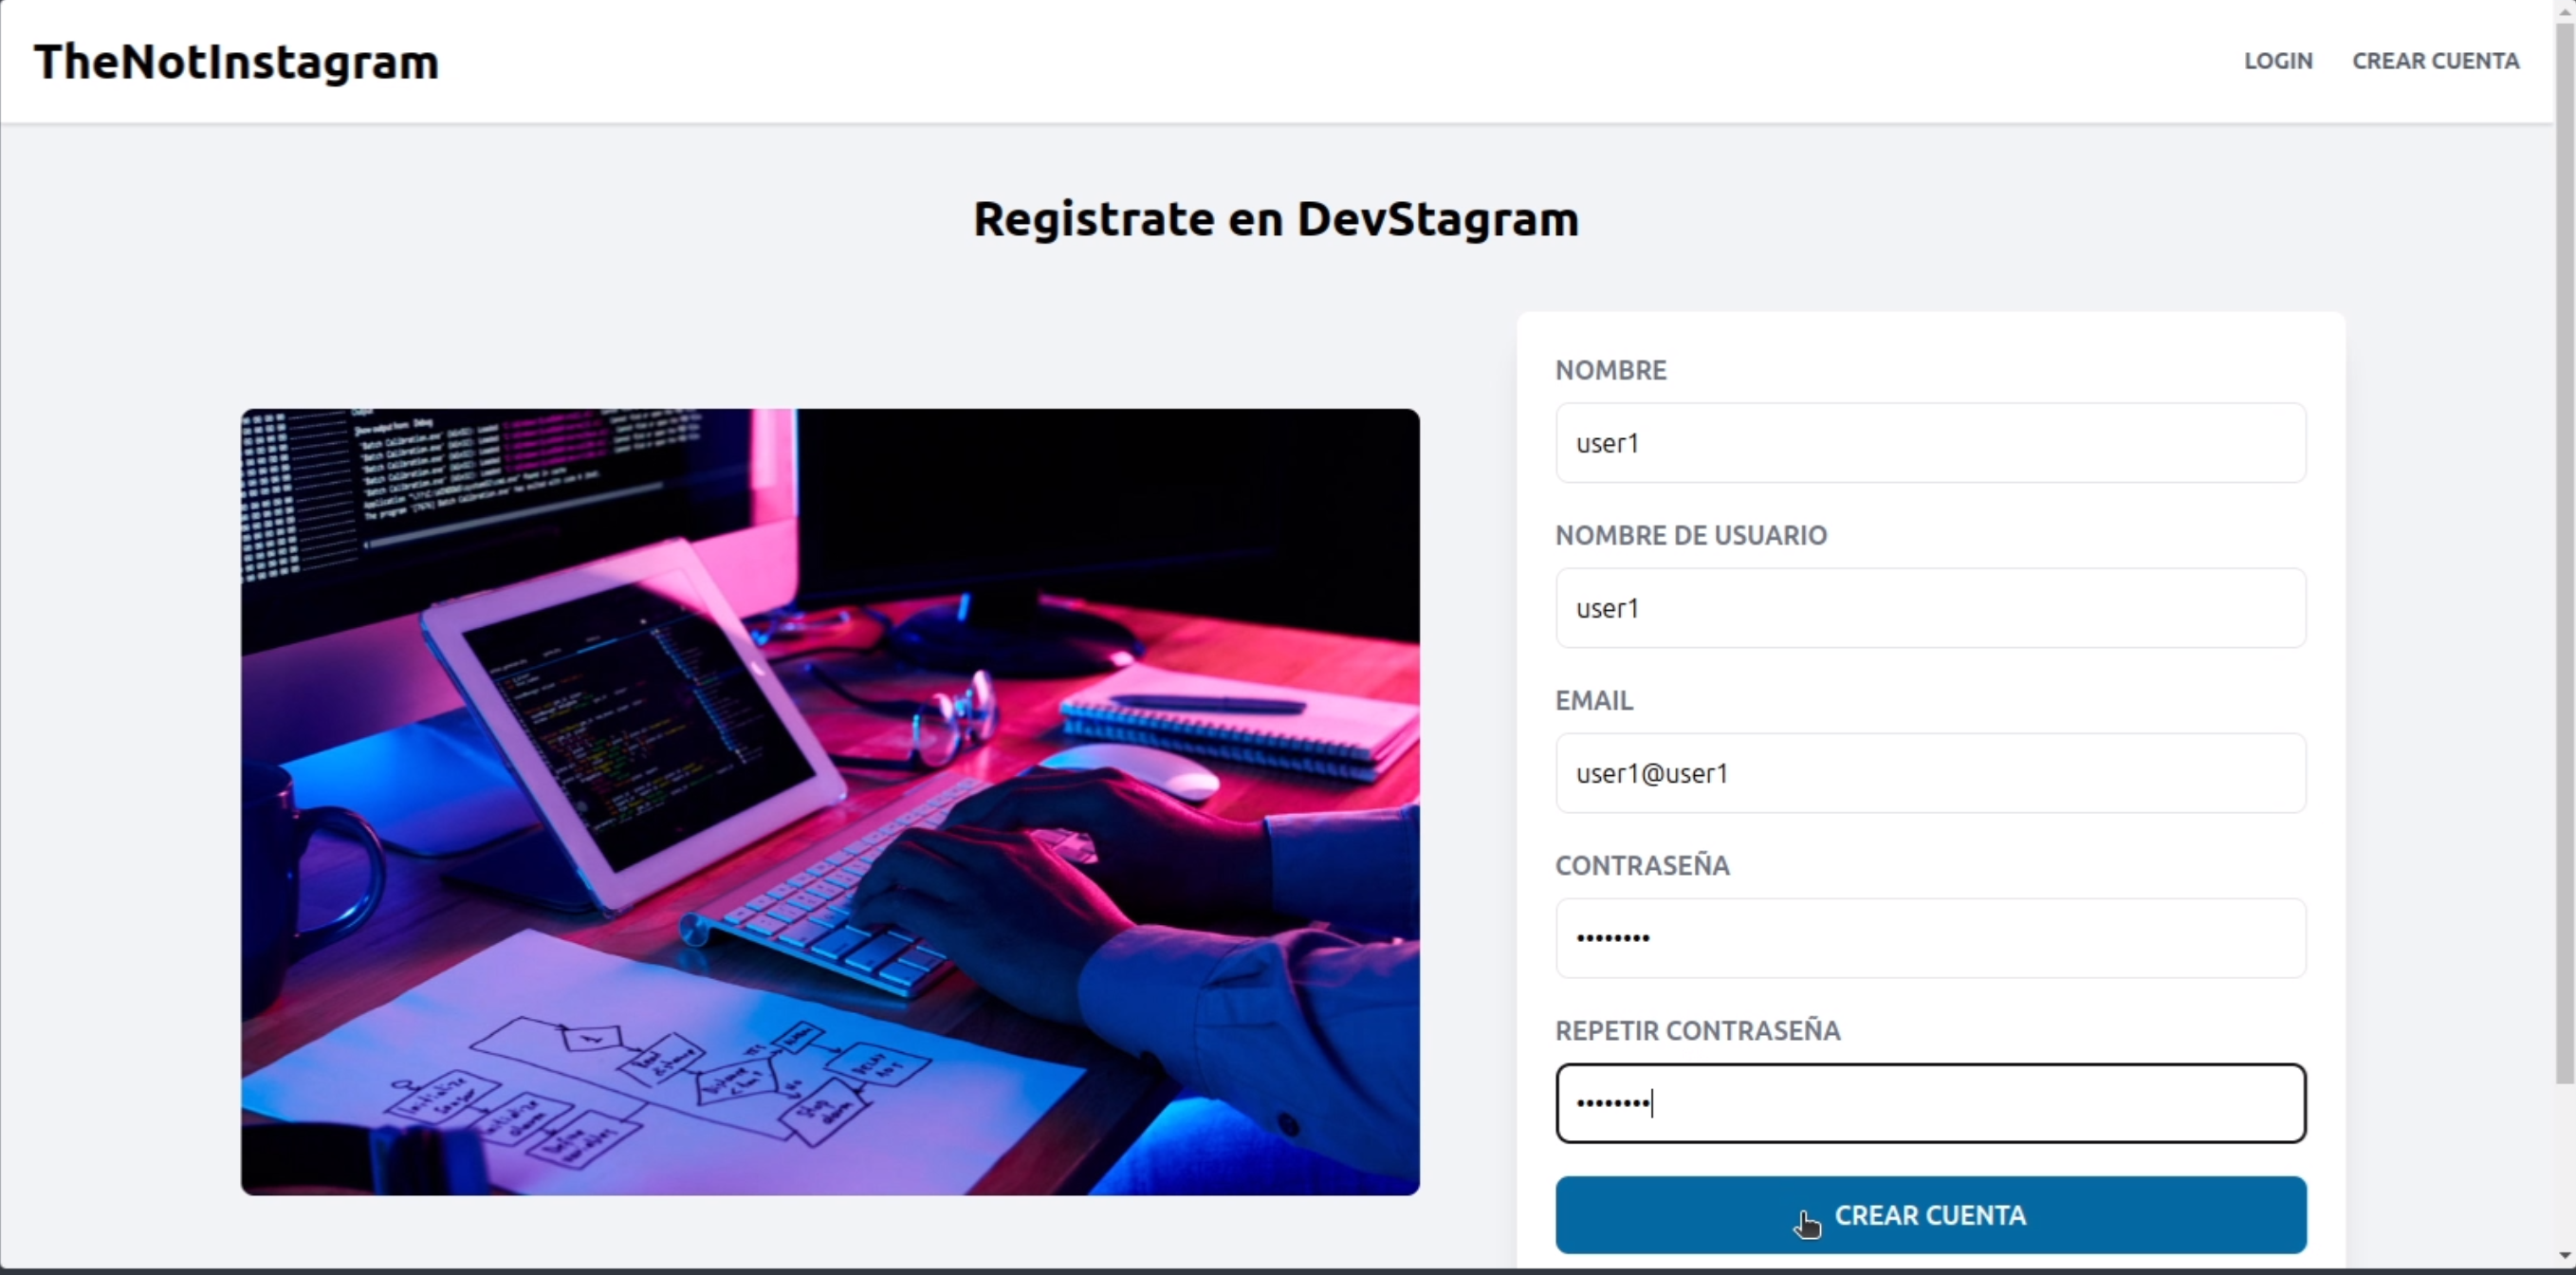 TheNotInstagram
LOGIN
CREAR CUENTA
Registrate en DevStagram
NOMBRE
user1
NOMBRE DE USUARIO
user1
EMAIL
user1@user1
CONTRASEÑA
••••••••
REPETIR CONTRASEÑA
••••••••
CREAR CUENTA